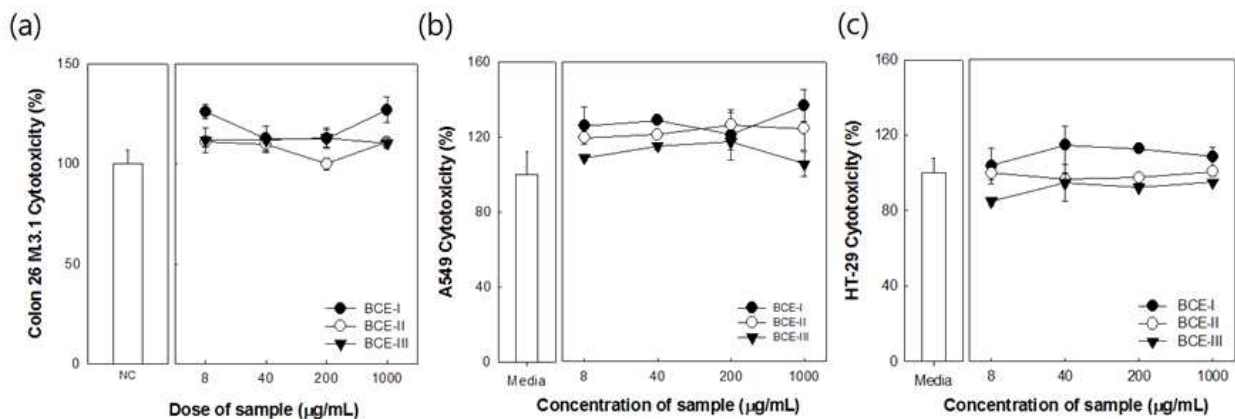 (a)
Colon 26 M3.1 Cytotoxicity (%)
150
100
50
0
NC
BCE-I
BCE-II
BCE-III
8
40
200
1000
Dose of sample (µg/mL)
(b)
A549 Cytotoxicity (%)
160
120
80
40
0
Media
BCE-I
BCE-II
BCE-III
8
40
200
1000
Concentration of sample (µg/mL)
(c)
HT-29 Cytotoxicity (%)
160
120
80
40
0
Media
BCE-I
BCE-II
BCE-III
8
40
200
1000
Concentration of sample (µg/mL)